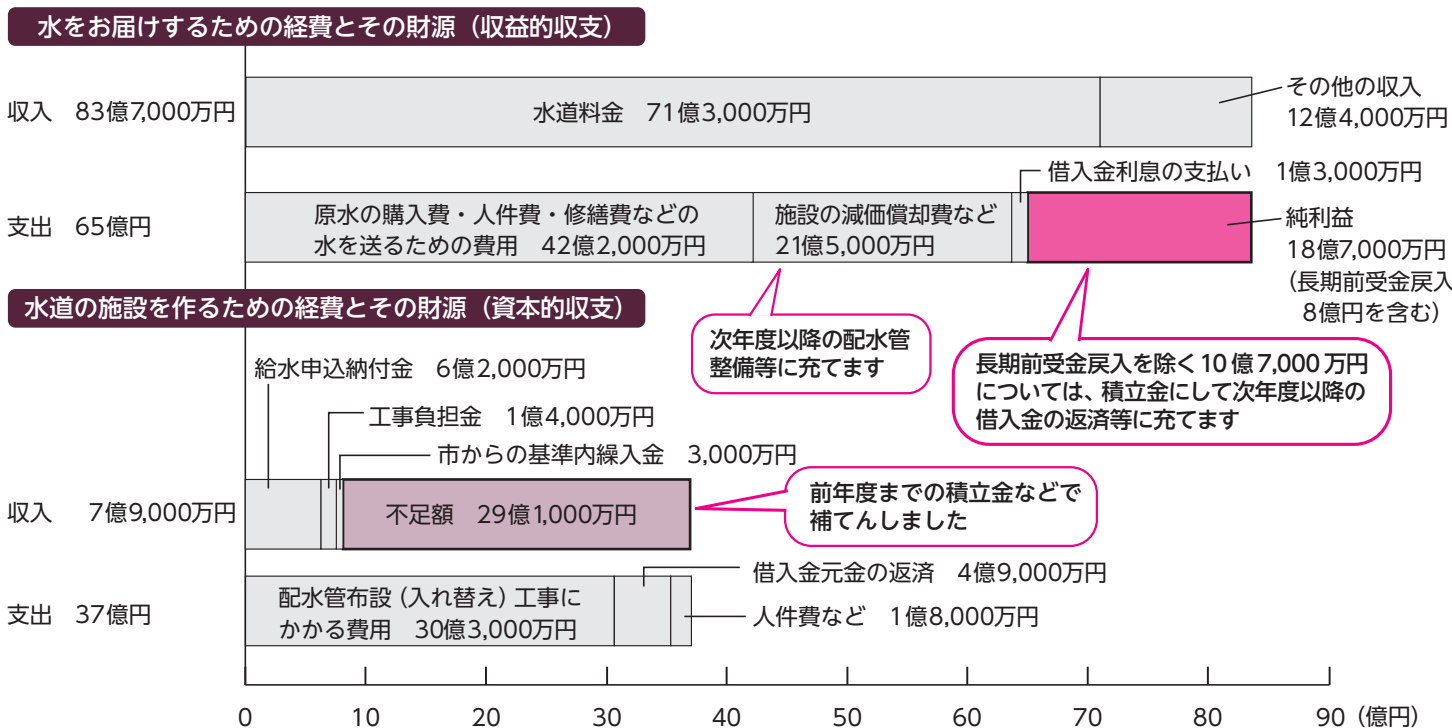 水をお届けするための経費とその財源（収益的収支）
収入　83億7,000万円
水道料金　71億3,000万円
その他の収入
12億4,000万円
借入金利息の支払い　1億3,000万円
支出　65億円
原水の購入費・人件費・修繕費などの
水を送るための費用　42億2,000万円
施設の減価償却費など
21億5,000万円
純利益
18億7,000万円
（長期前受金戻入
8億円を含む）
水道の施設を作るための経費とその財源（資本的収支）
次年度以降の配水管
整備等に充てます
長期前受金戻入を除く10億7,000万円
については、積立金にして次年度以降の
借入金の返済等に充てます
給水申込納付金　6億2,000万円
工事負担金　1億4,000万円
市からの基準内繰入金　3,000万円
収入　7億9,000万円
不足額　29億1,000万円
前年度までの積立金などで
補てんしました
借入金元金の返済　4億9,000万円
支出　37億円
配水管布設（入れ替え）工事に
かかる費用　30億3,000万円
人件費など　1億8,000万円
0 10 20 30 40 50 60 70 80 90（億円）